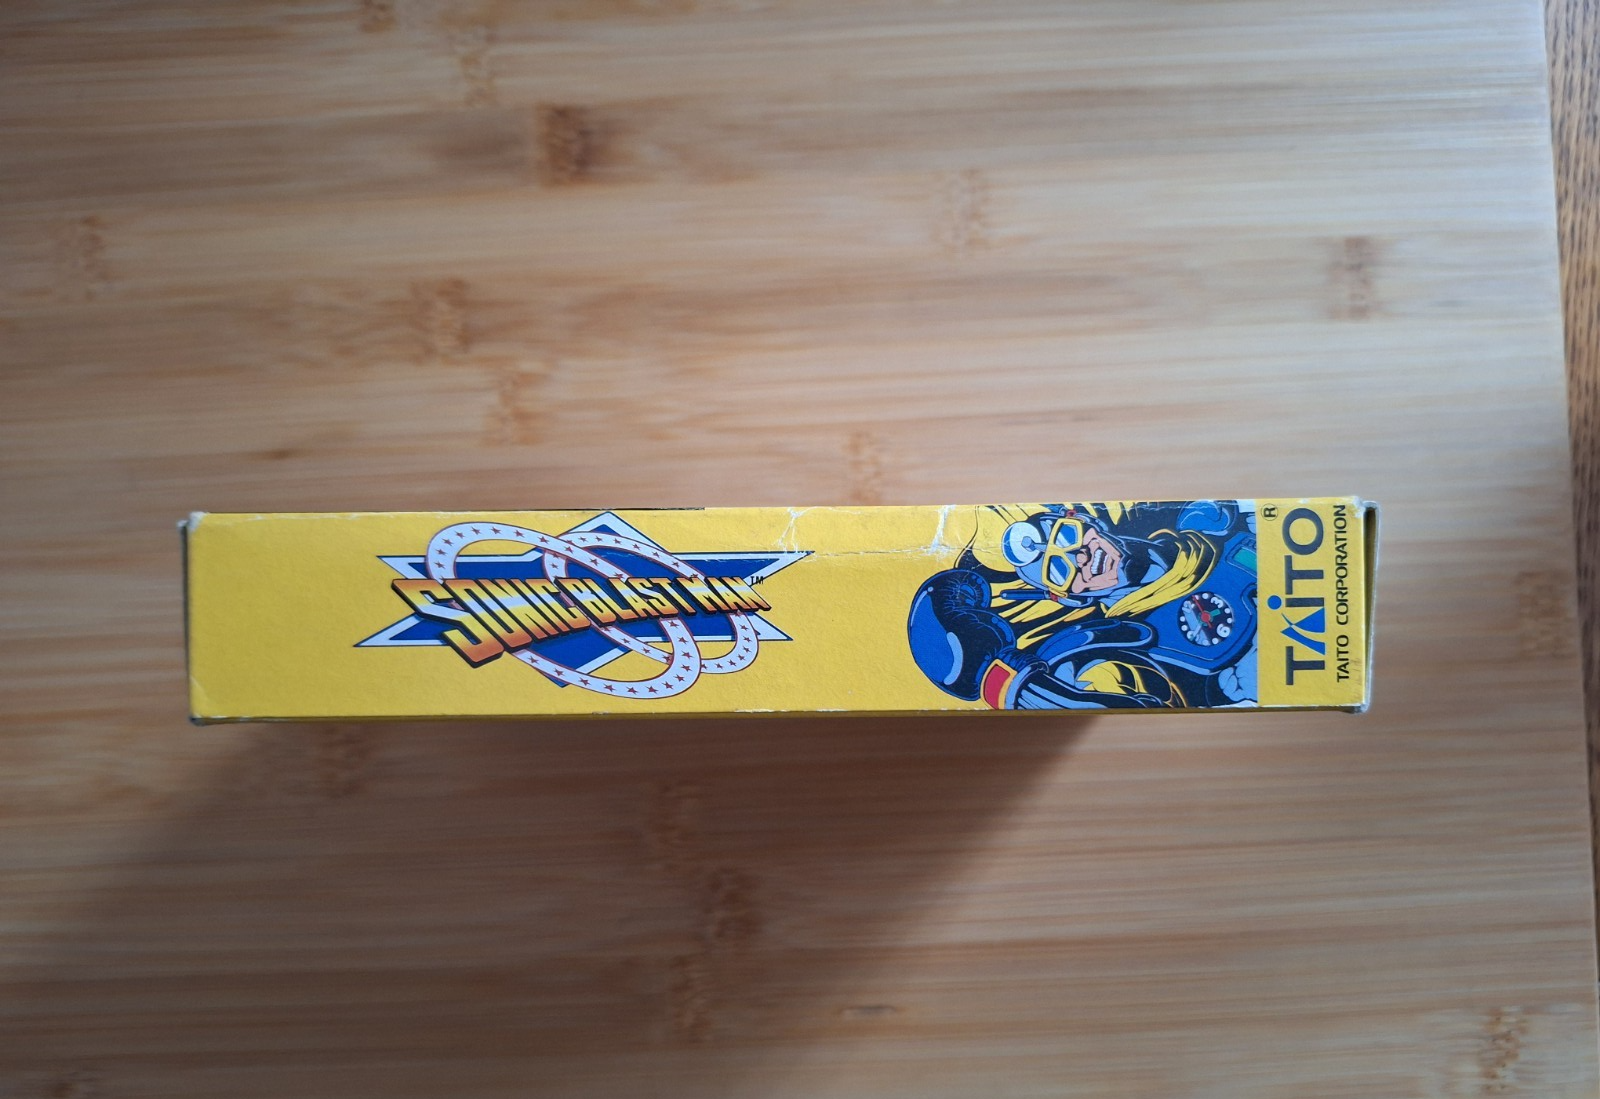 SONIC BLAST MAN™
TAITO®
TAITO CORPORATION